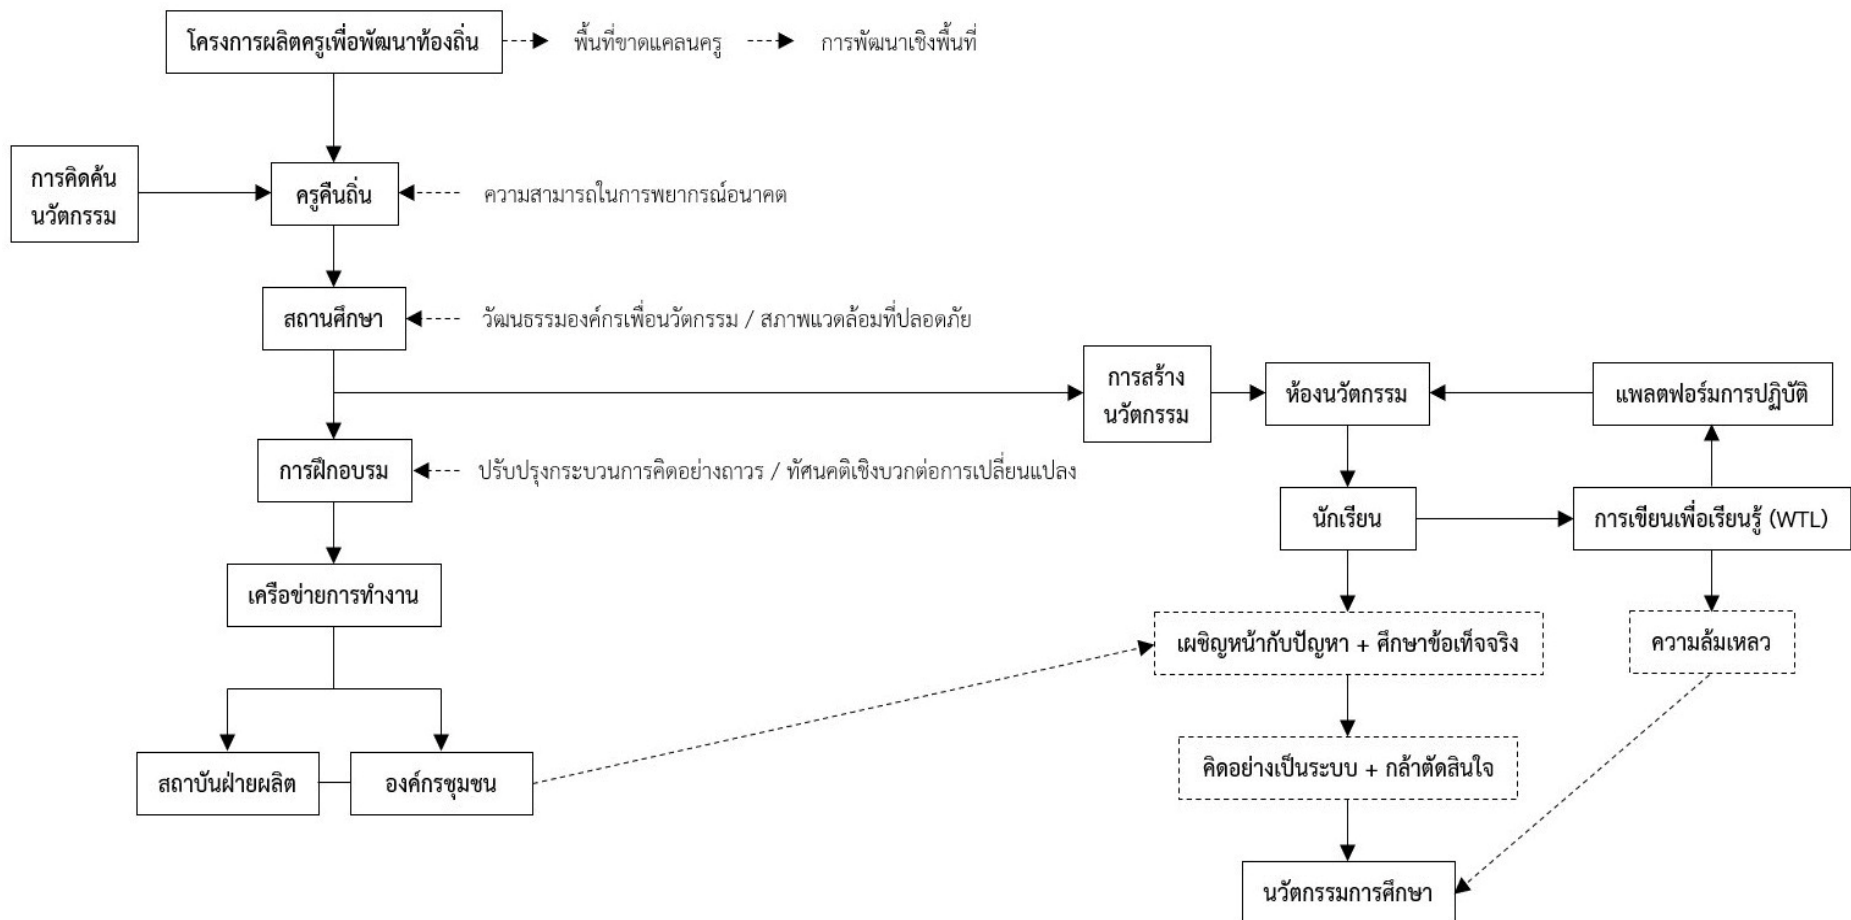 โครงการผลิตครูเพื่อพัฒนาท้องถิ่น
พื้นที่ขาดแคลนครู
การพัฒนาเชิงพื้นที่
การคิดค้น
นวัตกรรม
ครูคืนถิ่น
ความสามารถในการพยากรณ์อนาคต
สถานศึกษา
วัฒนธรรมองค์กรเพื่อนวัตกรรม / สภาพแวดล้อมที่ปลอดภัย
การสร้าง
นวัตกรรม
ห้องนวัตกรรม
แพลตฟอร์มการปฏิบัติ
การฝึกอบรม
ปรับปรุงกระบวนการคิดอย่างถาวร / ทัศนคติเชิงบวกต่อการเปลี่ยนแปลง
นักเรียน
การเขียนเพื่อเรียนรู้ (WTL)
เครือข่ายการทำงาน
เผชิญหน้ากับปัญหา + ศึกษาข้อเท็จจริง
ความล้มเหลว
สถาบันฝ่ายผลิต
องค์กรชุมชน
คิดอย่างเป็นระบบ + กล้าตัดสินใจ
นวัตกรรมการศึกษา